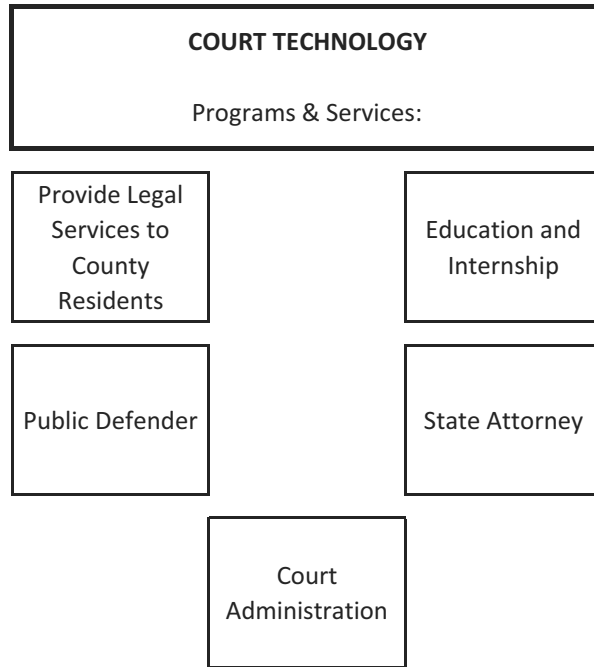 COURT TECHNOLOGY
Programs & Services:
Provide Legal
Services to
County
Residents
Education and
Internship
Public Defender
State Attorney
Court
Administration